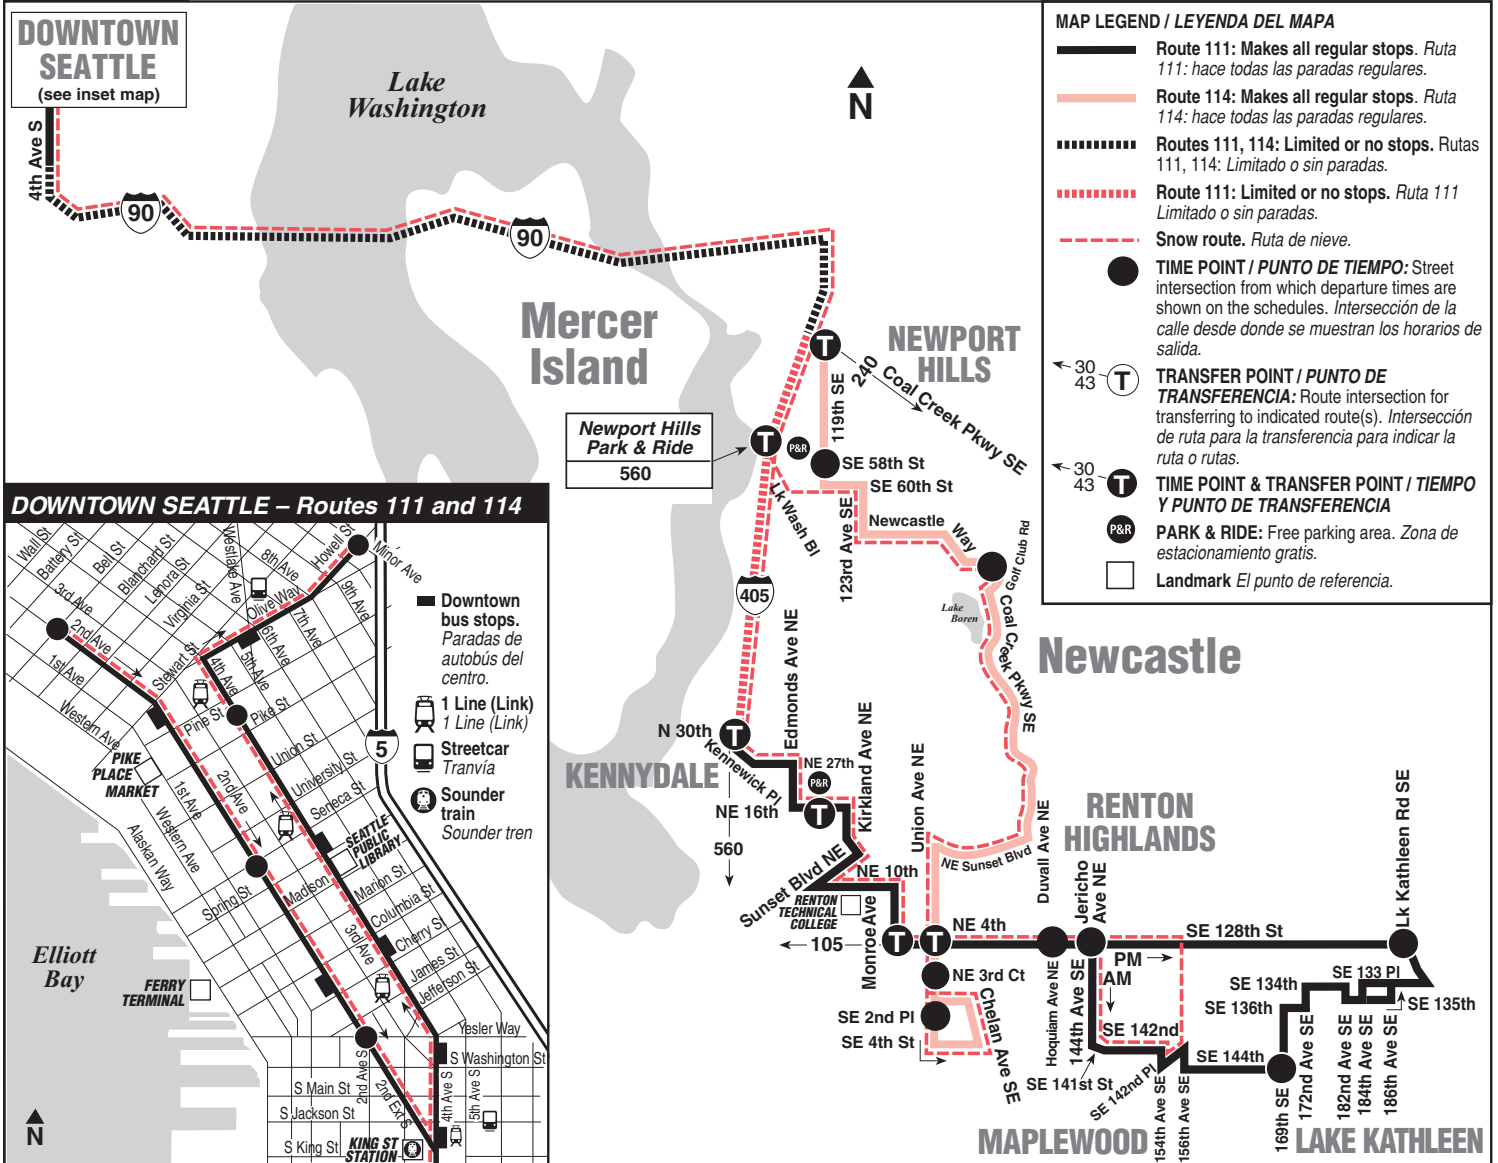 DOWNTOWN
SEATTLE
(see inset map)
4th Ave S
90
Lake
Washington
90
N
Mercer
Island
NEWPORT
HILLS
240
Coal Creek Pkwy SE
119th SE
Newport Hills
Park & Ride
560
T
T
P&R
SE 58th St
SE 60th St
Lk Wash Bl
123rd Ave SE
Newcastle Way
Golf Club Rd
Lake
Boren
Coal Creek Pkwy SE
Newcastle
405
N 30th
T
KENNYDALE
Kennewick Pl
Edmonds Ave NE
NE 27th
P&R
T
NE 16th
560
Kirkland Ave NE
Sunset Blvd NE
NE 10th
Union Ave NE
NE Sunset Blvd
Duvall Ave NE
RENTON
HIGHLANDS
RENTON
TECHNICAL
COLLEGE
105
Monroe Ave
T
T
NE 4th
Hoquiam Ave NE
Jericho
Ave NE
SE 128th St
Lk Kathleen Rd SE
PM
AM
NE 3rd Ct
SE 2nd Pl
SE 4th St
Chelan Ave SE
144th Ave SE
SE 142nd
SE 141st St
SE 142nd Pl
154th Ave SE
156th Ave SE
SE 144th
169th SE
SE 136th
SE 134th
SE 133 Pl
SE 135th
172nd Ave SE
182nd Ave SE
184th Ave SE
186th Ave SE
MAPLEWOOD
LAKE KATHLEEN
MAP LEGEND / LEYENDA DEL MAPA
Route 111: Makes all regular stops. Ruta
111: hace todas las paradas regulares.
Route 114: Makes all regular stops. Ruta
114: hace todas las paradas regulares.
Routes 111, 114: Limited or no stops. Rutas
111, 114: Limitado o sin paradas.
Route 111: Limited or no stops. Ruta 111
Limitado o sin paradas.
Snow route. Ruta de nieve.
TIME POINT / PUNTO DE TIEMPO: Street
intersection from which departure times are
shown on the schedules. Intersección de la
calle desde donde se muestran los horarios de
salida.
30
43
T
TRANSFER POINT / PUNTO DE
TRANSFERENCIA: Route intersection for
transferring to indicated route(s). Intersección
de ruta para la transferencia para indicar la
ruta o rutas.
30
43
T
TIME POINT & TRANSFER POINT / TIEMPO
Y PUNTO DE TRANSFERENCIA
P&R
PARK & RIDE: Free parking area. Zona de
estacionamiento gratis.
Landmark El punto de referencia.
DOWNTOWN SEATTLE – Routes 111 and 114
Wall St
Battery St
Bell St
Blanchard St
Lenora St
Virginia St
Westlake Ave
8th Ave
Howell St
Minor Ave
3rd Ave
2nd Ave
1st Ave
Western Ave
Stewart St
Olive Way
9th Ave
7th Ave
6th Ave
5th Ave
4th Ave
Pine St
Pike St
Union St
University St
Seneca St
5
PIKE
PLACE
MARKET
1st Ave
2nd Ave
Western Ave
Alaskan Way
SEATTLE
PUBLIC
LIBRARY
Spring St
Madison
Marion St
Columbia St
Cherry St
James St
Jefferson St
3rd Ave
Yesler Way
S Washington St
S Main St
S Jackson St
S King St
2nd Ave S
2nd Ext S
4th Ave S
5th Ave S
KING ST
STATION
FERRY
TERMINAL
Elliott
Bay
N
Downtown
bus stops.
Paradas de
autobús del
centro.
1 Line (Link)
1 Line (Link)
Streetcar
Tranvía
Sounder
train
Sounder tren